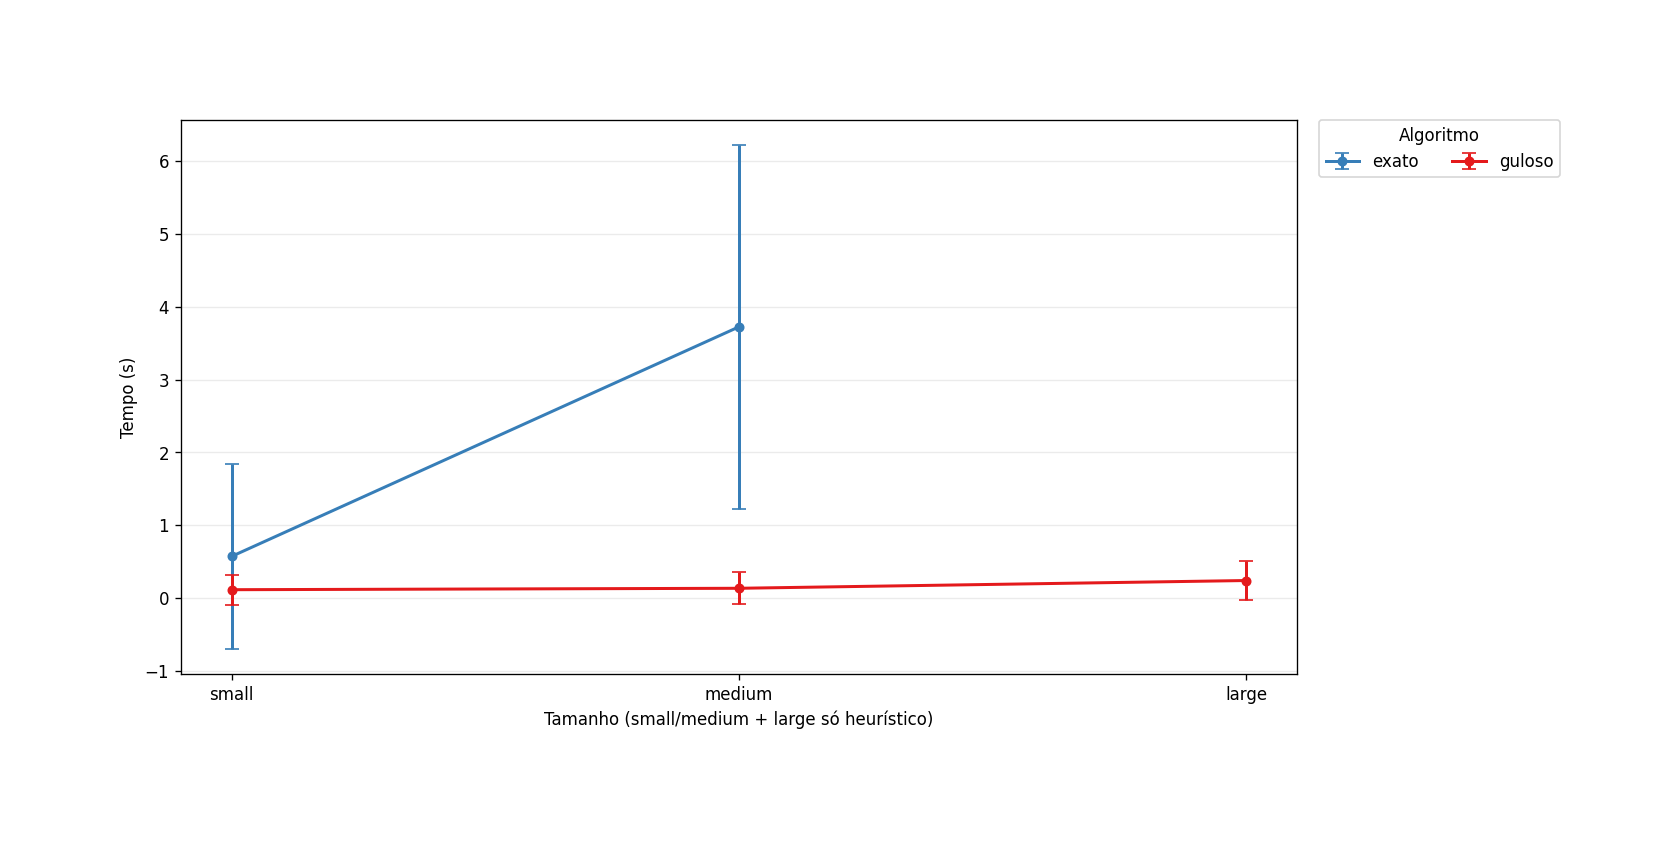 Algoritmo
exato guloso
6
5
4
3
2
1
0
−1
Tempo (s)
small medium large
Tamanho (small/medium + large só heurístico)